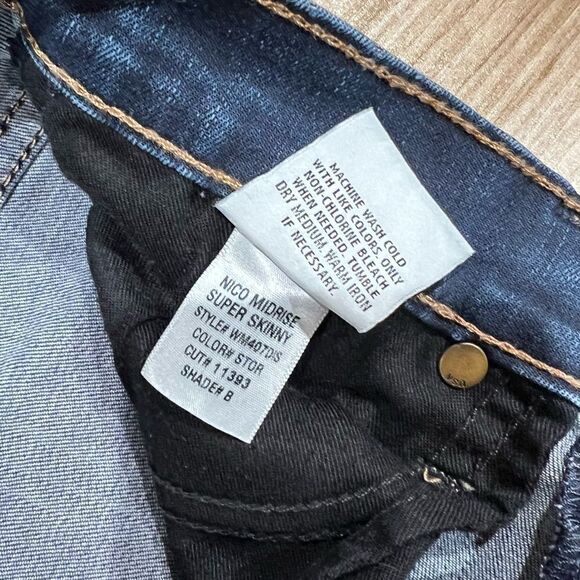 MACHINE WASH COLD
WITH LIKE COLORS. ONLY
NON-CHLORINE BLEACH
WHEN NEEDED. TUMBLE
DRY MEDIUM. WARM IRON
IF NECESSARY.
NICO MIDRISE
SUPER SKINNY
STYLE# WM407DJS
COLOR# STOR
CUT# 11393
SHADE# B